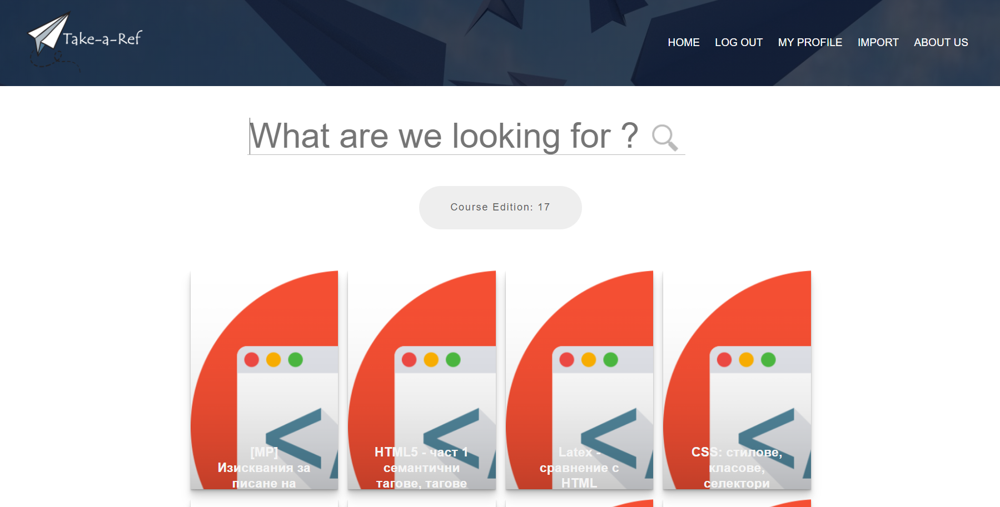 Take-a-Ref
HOME LOG OUT MY PROFILE IMPORT ABOUT US
What are we looking for ?
Course Edition: 17
[MP]
Изисквания за
писане на
HTML5 - част 1
семантични
тагове, тагове
Latex -
сравнение с
HTML
CSS: стилове,
класове,
селектори